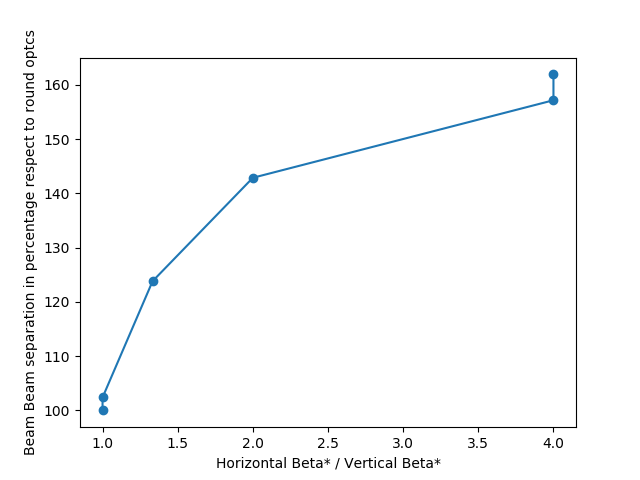 Beam Beam separation in percentage respect to round optcs
160
150
140
130
120
110
100
1.0 1.5 2.0 2.5 3.0 3.5 4.0
Horizontal Beta* / Vertical Beta*